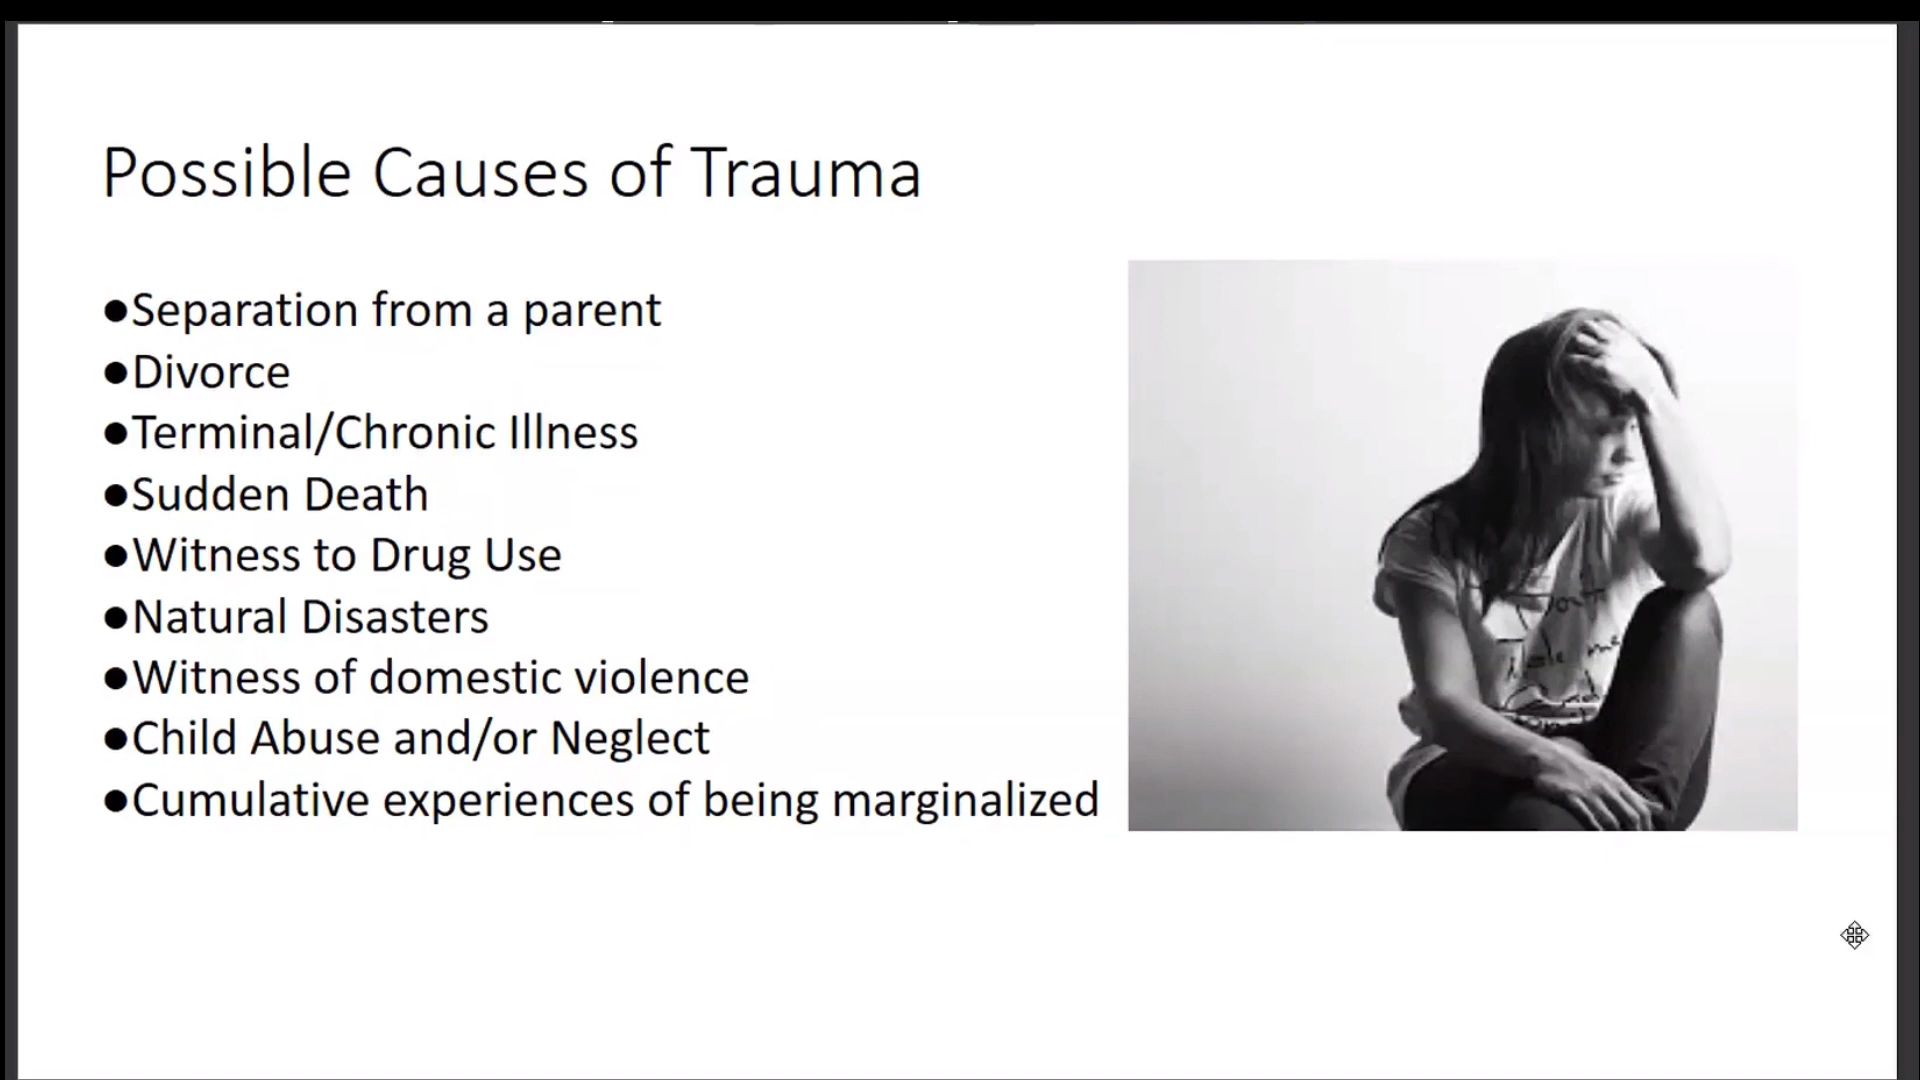 Possible Causes of Trauma
●Separation from a parent
●Divorce
●Terminal/Chronic Illness
●Sudden Death
●Witness to Drug Use
●Natural Disasters
●Witness of domestic violence
●Child Abuse and/or Neglect
●Cumulative experiences of being marginalized